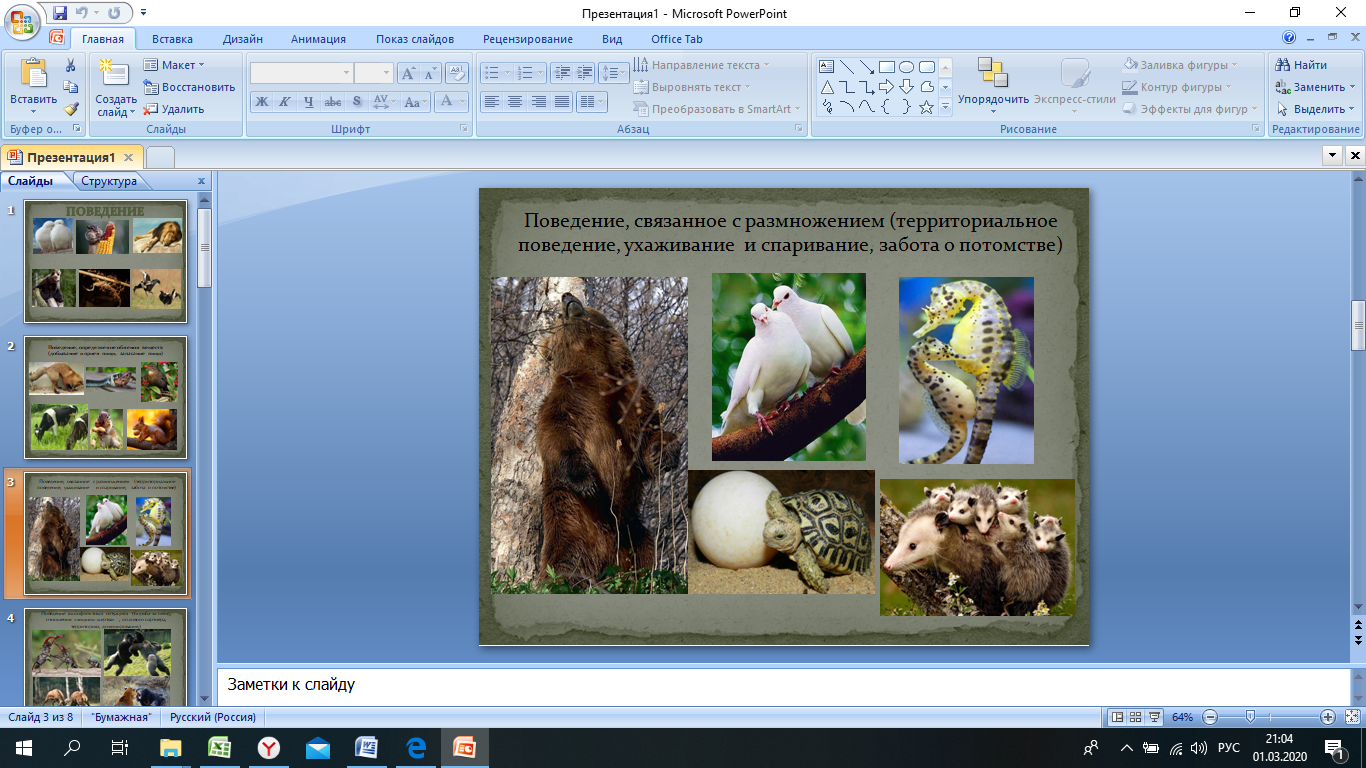 Презентация1 - Microsoft PowerPoint
Главная Вставка Дизайн Анимация Показ слайдов Рецензирование Вид Office Tab
Вставить
Буфер о...
Создать слайд
Макет
Восстановить
Удалить
Слайды
Ж К Ч abc S AV Aa А
Шрифт
Направление текста
Выровнять текст
Преобразовать в SmartArt
Абзац
Упорядочить
Экспресс-стили
Заливка фигуры
Контур фигуры
Эффекты для фигур
Рисование
Найти
Заменить
Выделить
Редактирование
Презентация1
Слайды Структура
1
ПОВЕДЕНИЕ
2
3
4
Поведение, связанное с размножением (территориальное
поведение, ухаживание и спаривание, забота о потомстве)
Заметки к слайду
Слайд 3 из 8 "Бумажная" Русский (Россия) 64%
РУС
21:04
01.03.2020
1